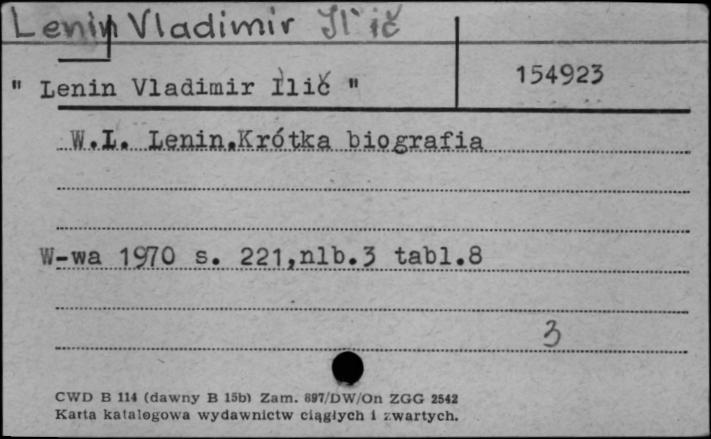 Lenin Vladimir Il'ič
" Lenin Vladimir Ilič "
154923
W.I. Lenin.Krótka biografia
W-wa 1970 s. 221,nlb.3 tabl.8
3
CWD B 114 (dawny B 15b) Zam. 897/DW/On ZGG 2542
Karta katalogowa wydawnictw ciągłych i zwartych.